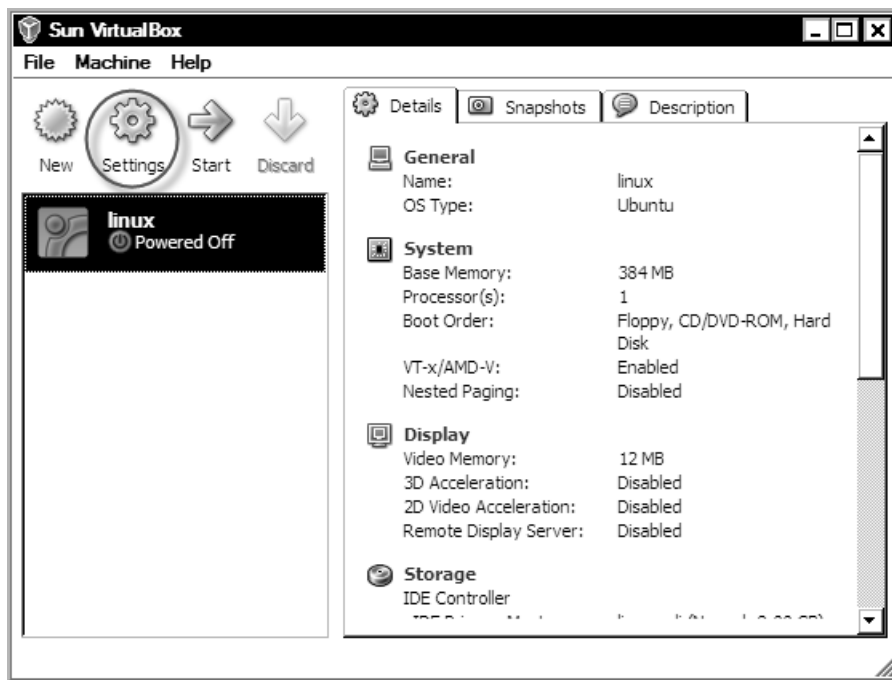 Sun VirtualBox
File Machine Help
New Settings Start Discard
linux
Powered Off
Details Snapshots Description
General
Name: linux
OS Type: Ubuntu
System
Base Memory: 384 MB
Processor(s): 1
Boot Order: Floppy, CD/DVD-ROM, Hard
Disk
VT-x/AMD-V: Enabled
Nested Paging: Disabled
Display
Video Memory: 12 MB
3D Acceleration: Disabled
2D Video Acceleration: Disabled
Remote Display Server: Disabled
Storage
IDE Controller